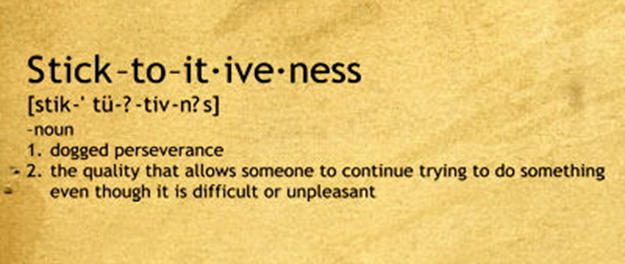 Stick-to-it·ive·ness
[stik-' tü-? -tiv-n? s]
-noun
1. dogged perseverance
2. the quality that allows someone to continue trying to do something
even though it is difficult or unpleasant